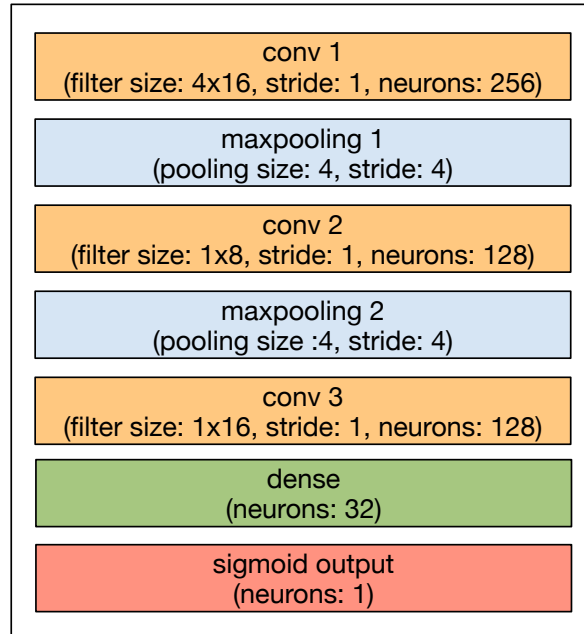 conv 1
(filter size: 4x16, stride: 1, neurons: 256)
maxpooling 1
(pooling size: 4, stride: 4)
conv 2
(filter size: 1x8, stride: 1, neurons: 128)
maxpooling 2
(pooling size :4, stride: 4)
conv 3
(filter size: 1x16, stride: 1, neurons: 128)
dense
(neurons: 32)
sigmoid output
(neurons: 1)